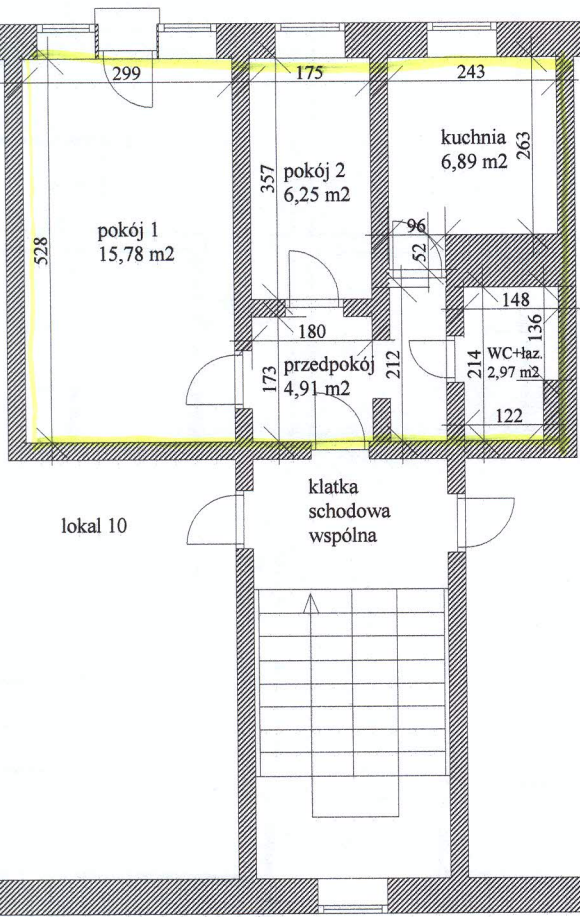 299
175
243
kuchnia
6,89 m2
263
pokój 2
6,25 m2
357
pokój 1
15,78 m2
528
96
52
148
136
180
przedpokój
4,91 m2
173
212
214
WC+łaz.
2,97 m2
122
klatka
schodowa
wspólna
lokal 10